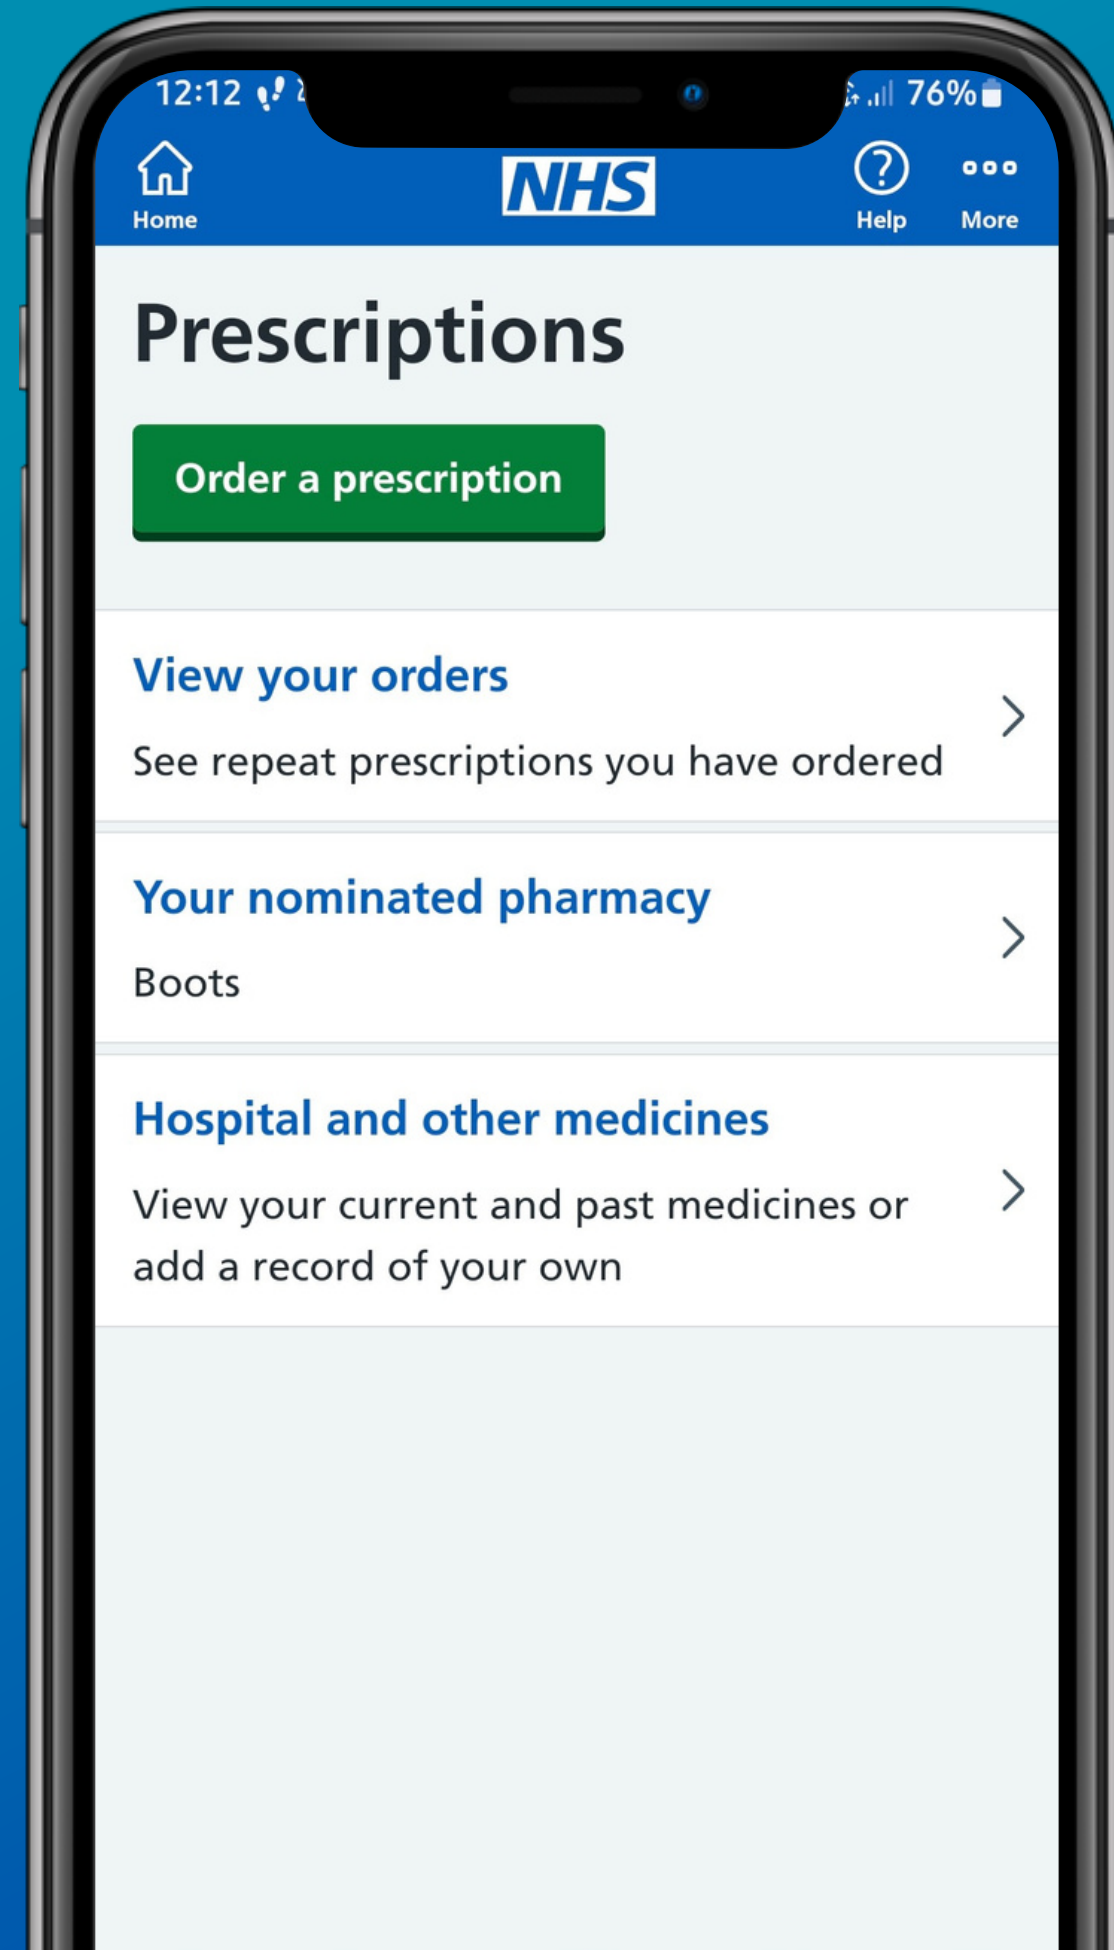 12:12
76%
Home
NHS
Help
More
Prescriptions
Order a prescription
View your orders
See repeat prescriptions you have ordered
Your nominated pharmacy
Boots
Hospital and other medicines
View your current and past medicines or
add a record of your own